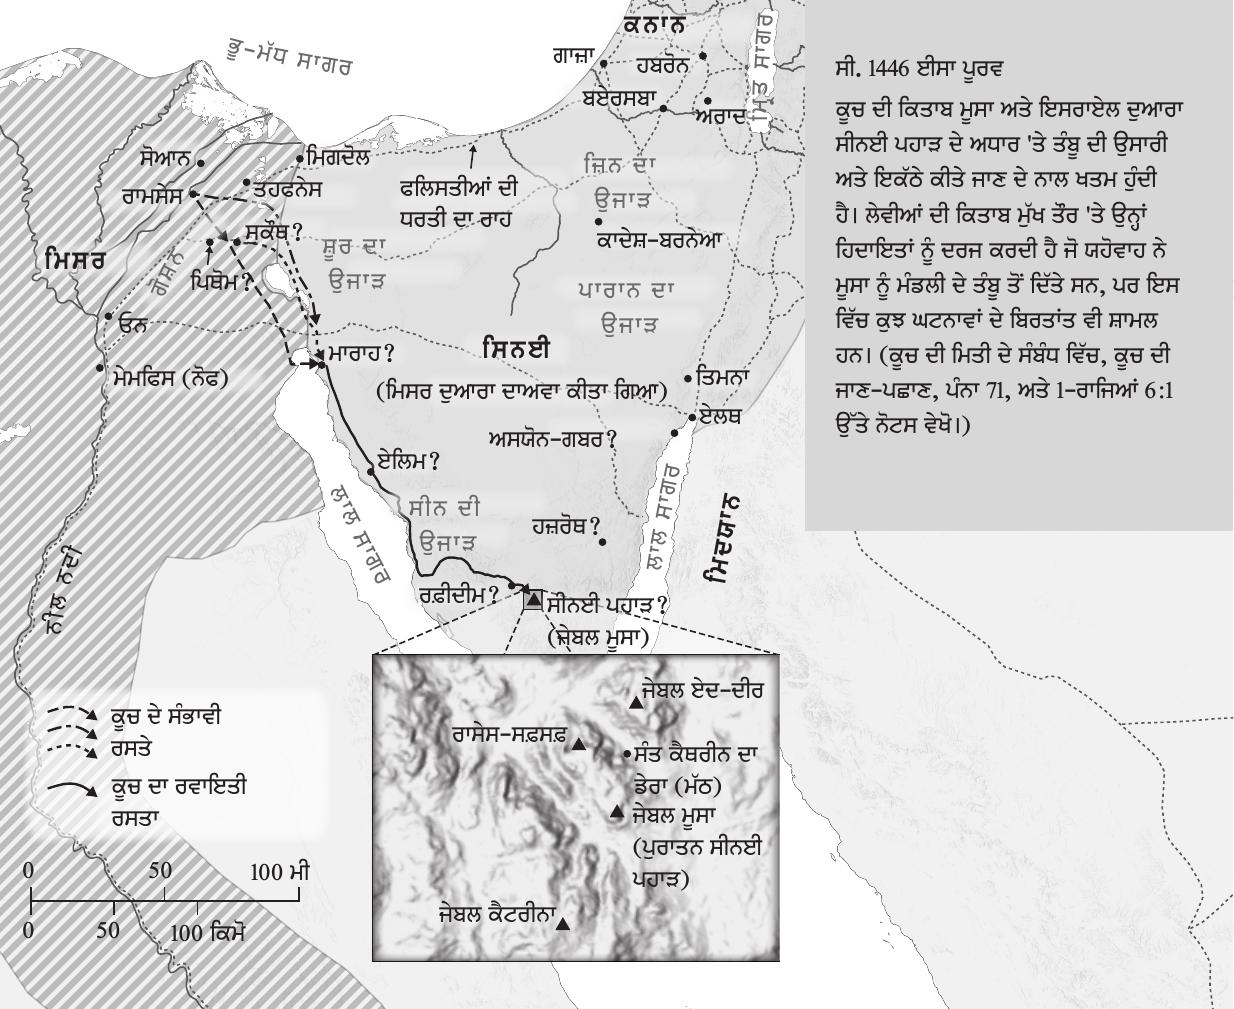 ਭੂ-ਮੱਧ ਸਾਗਰ
ਕਨਾਨ
ਗਾਜ਼ਾ
ਹਬਰੋਨ
ਬਏਰਸਬਾ
ਅਰਾਦ
ਮ੍ਰਿਤ ਸਾਗਰ
ਸੋਆਨ
ਮਿਗਦੋਲ
ਰਾਮਸੇਸ
ਤਹਫਨੇਸ
ਫਲਿਸਤੀਆਂ ਦੀ
ਧਰਤੀ ਦਾ ਰਾਹ
ਜ਼ਿਨ ਦਾ
ਉਜਾੜ
ਕਾਦੇਸ਼-ਬਰਨੇਆ
ਸੁਕੌਥ?
ਸ਼ੂਰ ਦਾ
ਉਜਾੜ
ਮਿਸਰ
ਗੋਸ਼ਨ
ਪਿਥੋਮ?
ਪਾਰਾਨ ਦਾ
ਉਜਾੜ
ਓਨ
ਮਾਰਾਹ?
ਸਿਨਈ
(ਮਿਸਰ ਦੁਆਰਾ ਦਾਅਵਾ ਕੀਤਾ ਗਿਆ)
ਮੇਮਫਿਸ (ਨੋਫ)
ਤਿਮਨਾ
ਏਲਥ
ਅਸਯੋਨ-ਗਬਰ?
ਏਲਿਮ?
ਲਾਲ ਸਾਗਰ
ਸੀਨ ਦੀ
ਉਜਾੜ
ਹਜ਼ਰੋਥ?
ਲਾਲ ਸਾਗਰ
ਮਿਦਯਾਨ
ਨੀਲ ਨਦੀ
ਰਫ਼ੀਦੀਮ?
ਸੀਨਈ ਪਹਾੜ?
(ਜੇਬਲ ਮੂਸਾ)
ਜੇਬਲ ਏਦ-ਦੀਰ
ਰਾਸੇਸ-ਸਫ਼ਸਫ਼
ਸੰਤ ਕੈਥਰੀਨ ਦਾ
ਡੇਰਾ (ਮੱਠ)
ਜੇਬਲ ਮੂਸਾ
(ਪੁਰਾਤਨ ਸੀਨਈ
ਪਹਾੜ)
ਜੇਬਲ ਕੈਟਰੀਨਾ
ਕੂਚ ਦੇ ਸੰਭਾਵੀ
ਰਸਤੇ
ਕੂਚ ਦਾ ਰਵਾਇਤੀ
ਰਸਤਾ
0 50 100 ਮੀ
0 50 100 ਕਿਮੋ
ਸੀ. 1446 ਈਸਾ ਪੂਰਵ
ਕੂਚ ਦੀ ਕਿਤਾਬ ਮੂਸਾ ਅਤੇ ਇਸਰਾਏਲ ਦੁਆਰਾ
ਸੀਨਈ ਪਹਾੜ ਦੇ ਅਧਾਰ 'ਤੇ ਤੰਬੂ ਦੀ ਉਸਾਰੀ
ਅਤੇ ਇਕੱਠੇ ਕੀਤੇ ਜਾਣ ਦੇ ਨਾਲ ਖਤਮ ਹੁੰਦੀ
ਹੈ। ਲੇਵੀਆਂ ਦੀ ਕਿਤਾਬ ਮੁੱਖ ਤੌਰ 'ਤੇ ਉਨ੍ਹਾਂ
ਹਿਦਾਇਤਾਂ ਨੂੰ ਦਰਜ ਕਰਦੀ ਹੈ ਜੋ ਯਹੋਵਾਹ ਨੇ
ਮੂਸਾ ਨੂੰ ਮੰਡਲੀ ਦੇ ਤੰਬੂ ਤੋਂ ਦਿੱਤੇ ਸਨ, ਪਰ ਇਸ
ਵਿੱਚ ਕੁਝ ਘਟਨਾਵਾਂ ਦੇ ਬਿਰਤਾਂਤ ਵੀ ਸ਼ਾਮਲ
ਹਨ। (ਕੂਚ ਦੀ ਮਿਤੀ ਦੇ ਸੰਬੰਧ ਵਿੱਚ, ਕੂਚ ਦੀ
ਜਾਣ-ਪਛਾਣ, ਪੰਨਾ 71, ਅਤੇ 1-ਰਾਜਿਆਂ 6:1
ਉੱਤੇ ਨੋਟਸ ਵੇਖੋ।)